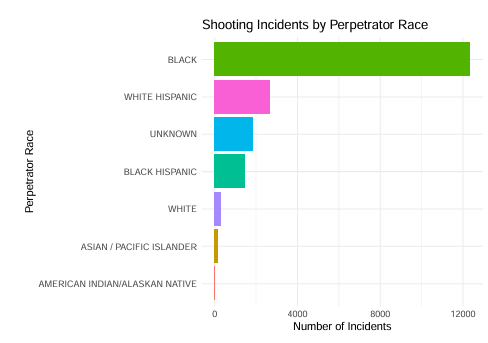 Shooting Incidents by Perpetrator Race
Perpetrator Race
BLACK
WHITE HISPANIC
UNKNOWN
BLACK HISPANIC
WHITE
ASIAN / PACIFIC ISLANDER
AMERICAN INDIAN/ALASKAN NATIVE
0 4000 8000 12000
Number of Incidents